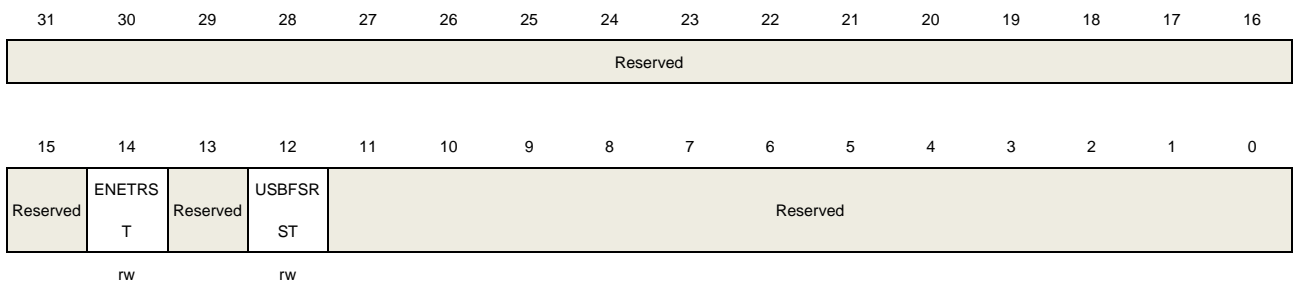 31 30 29 28 27 26 25 24 23 22 21 20 19 18 17 16
Reserved
15 14 13 12 11 10 9 8 7 6 5 4 3 2 1 0
Reserved ENETRS T Reserved USBFSR ST Reserved
rw rw